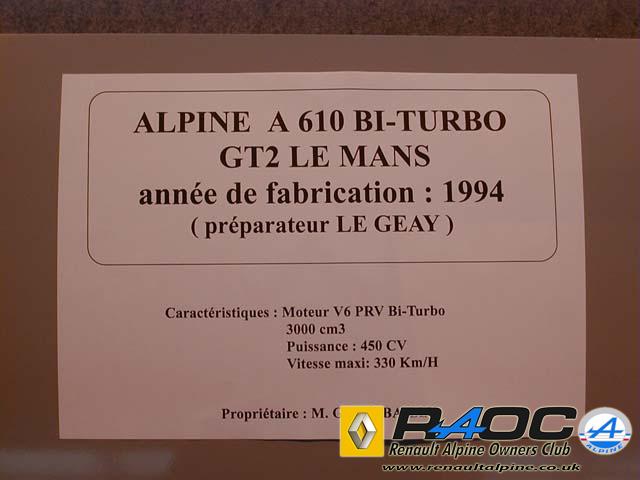 ALPINE A 610 BI-TURBO
GT2 LE MANS
année de fabrication : 1994
( préparateur LE GEAY )
Caractéristiques : Moteur V6 PRV Bi-Turbo
3000 cm3
Puissance : 450 CV
Vitesse maxi: 330 Km/H
Propriétaire : M.
RAOC
Renault Alpine Owners Club
www.renaultalpine.co.uk
ALPINE